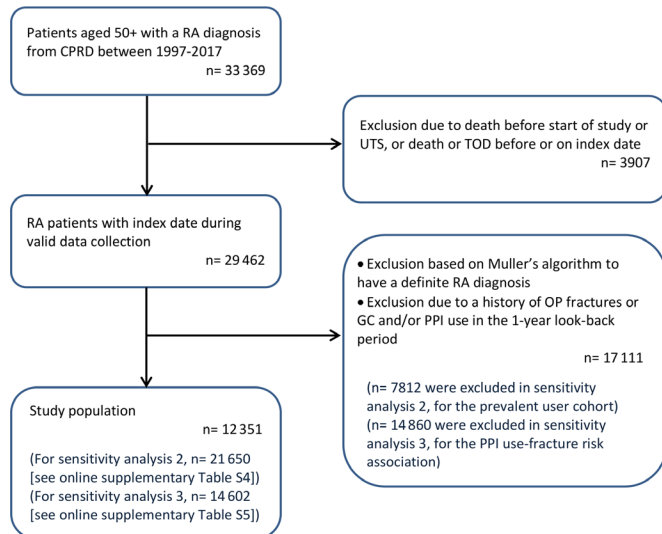 Patients aged 50+ with a RA diagnosis
from CPRD between 1997-2017
n= 33 369
Exclusion due to death before start of study or
UTS, or death or TOD before or on index date
n= 3907
RA patients with index date during
valid data collection
n= 29 462
• Exclusion based on Muller's algorithm to
have a definite RA diagnosis
• Exclusion due to a history of OP fractures or
GC and/or PPI use in the 1-year look-back
period
n= 17 111
(n= 7812 were excluded in sensitivity
analysis 2, for the prevalent user cohort)
(n= 14 860 were excluded in sensitivity
analysis 3, for the PPI use-fracture risk
association)
Study population
n= 12 351
(For sensitivity analysis 2, n= 21 650
[see online supplementary Table S4])
(For sensitivity analysis 3, n= 14 602
[see online supplementary Table S5])